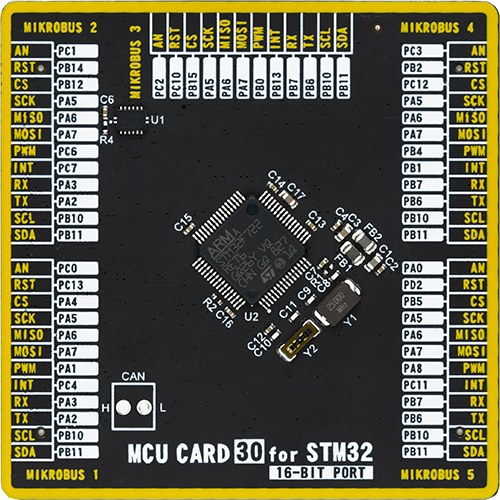 MIKROBUS 2
AN PC1
RST PB14
CS PB12
SCK PA5
MISO PA6
MOSI PA7
PWM PC6
INT PC7
RX PA3
TX PA2
SCL PB10
SDA PB11
MIKROBUS 3
AN PC2
RST PC10
CS PB15
SCK PA5
MISO PA6
MOSI PA7
PWM PB0
INT PB13
RX PB7
TX PB6
SCL PB10
SDA PB11
MIKROBUS 4
PC3 AN
PB2 RST
PC12 CS
PA5 SCK
PA6 MISO
PA7 MOSI
PB4 PWM
PB1 INT
PB7 RX
PB6 TX
PB10 SCL
PB11 SDA
C6
U1
R4
C14
C17
C15
C13
ARM
C4
C3
FB2
C2
C1
FB1
C7
C8
C9
R2
C16
U2
C11
C12
C10
Y2
25000
Y1
AN PC0
RST PC13
CS
SCK PA5
MISO PA6
MOSI PA7
PWM PA1
INT PC4
RX PA3
TX PA2
SCL PB10
SDA PB11
MIKROBUS 1
PA0 AN
PD2 RST
CS
PA5 SCK
PA6 MISO
PA7 MOSI
PA8 PWM
PC11 INT
PA3 RX
PA2 TX
PB10 SCL
PB11 SDA
MIKROBUS 5
CAN
H L
MCU CARD 30 for STM32
16-BIT PORT